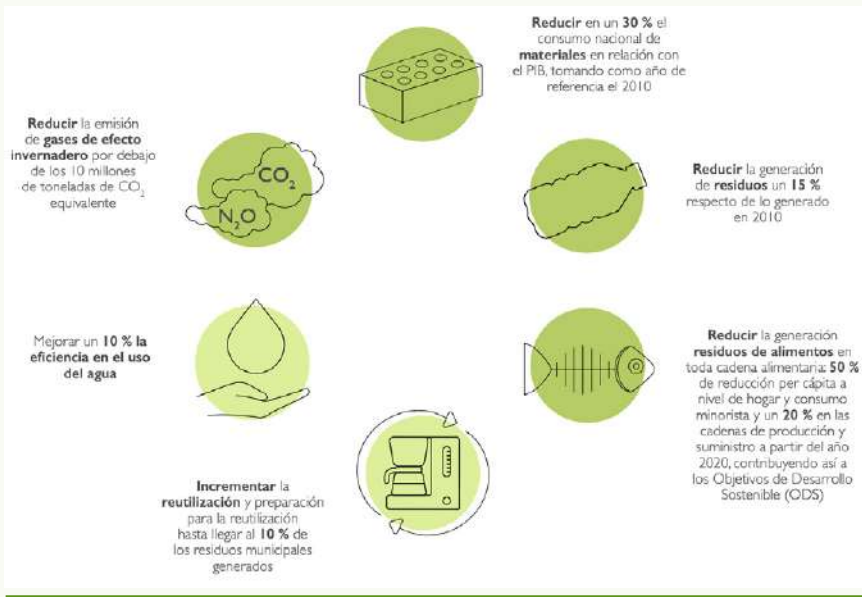 Reducir en un 30 % el
consumo nacional de
materiales en relación con
el PIB, tomando como año de
referencia el 2010
Reducir la emisión
de gases de efecto
invernadero por debajo
de los 10 millones
de toneladas de CO2
equivalente
CO2
N2O
Reducir la generación
de residuos un 15 %
respecto de lo generado
en 2010
Mejorar un 10 % la
eficiencia en el uso
del agua
Reducir la generación
residuos de alimentos en
toda cadena alimentaria: 50 %
de reducción per cápita a
nivel de hogar y consumo
minorista y un 20 % en las
cadenas de producción y
suministro a partir del año
2020, contribuyendo así a
los Objetivos de Desarrollo
Sostenible (ODS)
Incrementar la
reutilización y preparación
para la reutilización
hasta llegar al 10 % de
los residuos municipales
generados